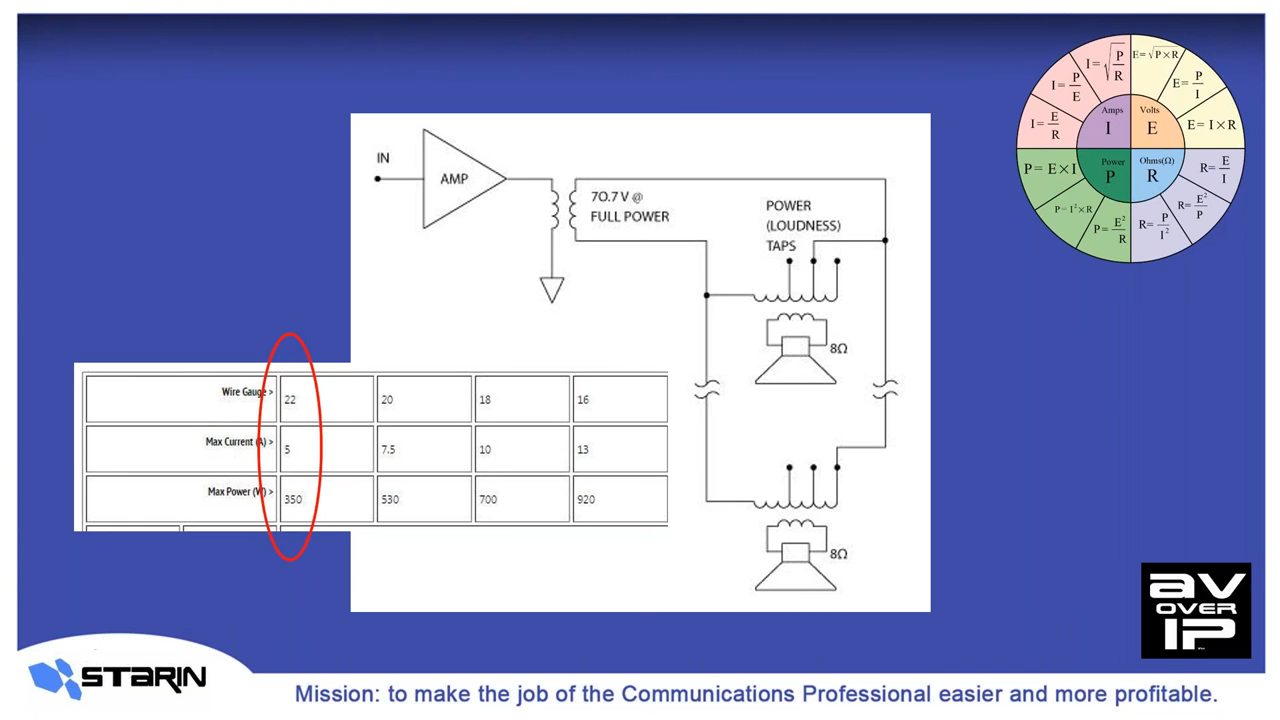 IN
AMP
70.7 V @
FULL POWER
POWER
(LOUDNESS)
TAPS
8Ω
8Ω
Wire Gauge > 22 20 18 16
Max Current (A) > 5 7.5 10 13
Max Power (W) > 350 530 700 920
I=√P/R
E=√P×R
I=P/E
E=P/I
I=E/R
E=I×R
Amps
I
Volts
E
Power
P
Ohms(Ω)
R
P=E×I
R=E/I
P=I²×R
R=E²/P
P=E²/R
R=P/I²
av
OVER
IP
STARIN
Mission: to make the job of the Communications Professional easier and more profitable.